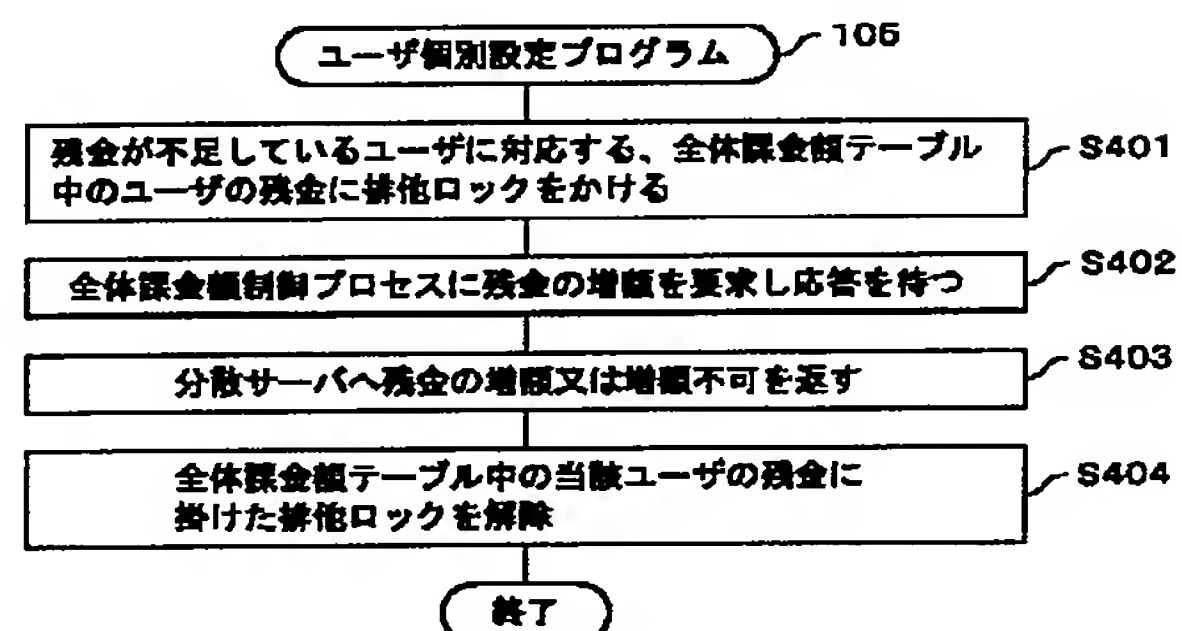 ユーザ個別設定プログラム
105
残金が不足しているユーザに対応する、全体課金額テーブル
中のユーザの残金に排他ロックをかける
S401
全体課金額制御プロセスに残金の増額を要求し応答を待つ
S402
分散サーバへ残金の増額又は増額不可を返す
S403
全体課金額テーブル中の当該ユーザの残金に
掛けた排他ロックを解除
S404
終了